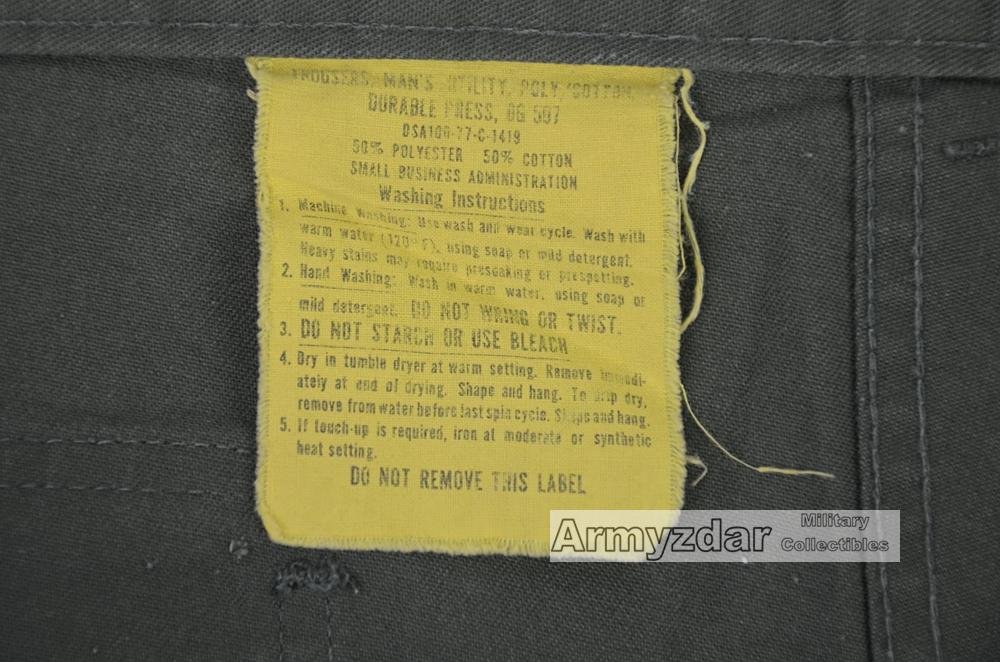 TROUSERS, MAN'S UTILITY, POLY/COTTON,
DURABLE PRESS, OG 507
DSA100-77-C-1419
50% POLYESTER 50% COTTON
SMALL BUSINESS ADMINISTRATION
Washing Instructions
1. Machine Washing: Use wash and wear cycle. Wash with
warm water (120° F), using soap or mild detergent.
Heavy stains may require presoaking or prespotting.
2. Hand Washing: Wash in warm water, using soap or
mild detergent. DO NOT WRING OR TWIST.
3. DO NOT STARCH OR USE BLEACH
4. Dry in tumble dryer at warm setting. Remove immedi-
ately at end of drying. Shape and hang. To drip dry,
remove from water before last spin cycle. Shape and hang.
5. If touch-up is required, iron at moderate or synthetic
heat setting.
DO NOT REMOVE THIS LABEL
Armyzdar Military
Collectibles